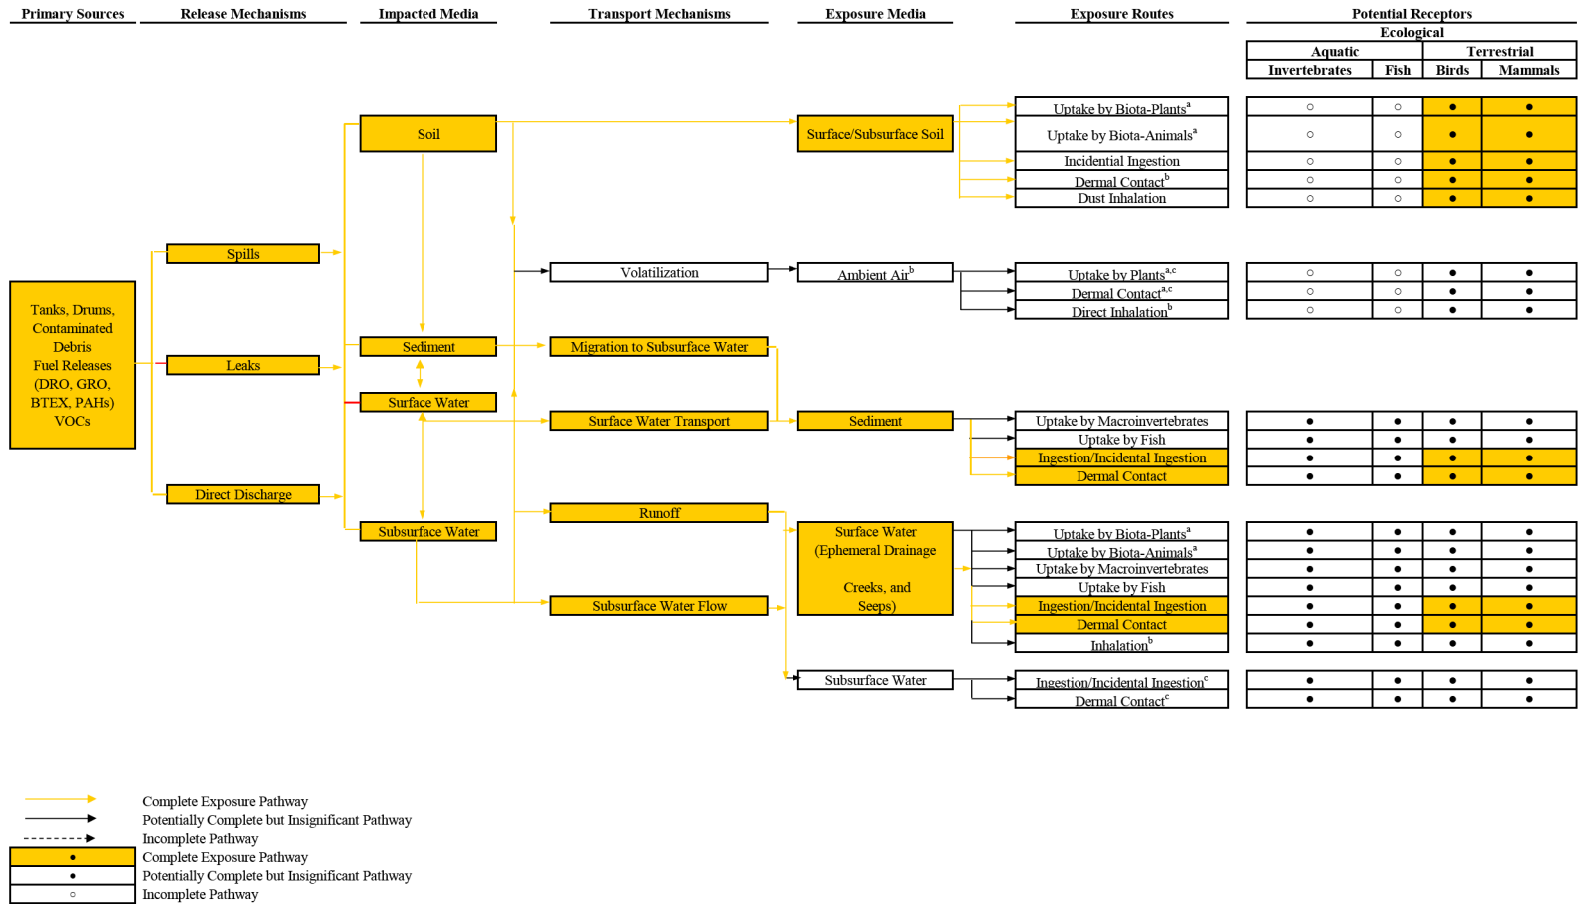 Primary Sources
Release Mechanisms
Impacted Media
Transport Mechanisms
Exposure Media
Exposure Routes
Potential Receptors
Ecological
Aquatic
Terrestrial
Invertebrates
Fish
Birds
Mammals
Tanks, Drums,
Contaminated
Debris
Fuel Releases
(DRO, GRO,
BTEX, PAHs)
VOCs
Spills
Leaks
Direct Discharge
Soil
Sediment
Surface Water
Subsurface Water
Volatilization
Migration to Subsurface Water
Surface Water Transport
Runoff
Subsurface Water Flow
Surface/Subsurface Soil
Ambient Airb
Sediment
Surface Water
(Ephemeral Drainage
Creeks, and
Seeps)
Subsurface Water
Uptake by Biota-Plantsa
Uptake by Biota-Animalsa
Incidential Ingestion
Dermal Contactb
Dust Inhalation
Uptake by Plantsa,c
Dermal Contacta,c
Direct Inhalationb
Uptake by Macroinvertebrates
Uptake by Fish
Ingestion/Incidental Ingestion
Dermal Contact
Uptake by Biota-Plantsa
Uptake by Biota-Animalsa
Uptake by Macroinvertebrates
Uptake by Fish
Ingestion/Incidental Ingestion
Dermal Contact
Inhalationb
Ingestion/Incidental Ingestionc
Dermal Contactc
Complete Exposure Pathway
Potentially Complete but Insignificant Pathway
Incomplete Pathway
Complete Exposure Pathway
Potentially Complete but Insignificant Pathway
Incomplete Pathway